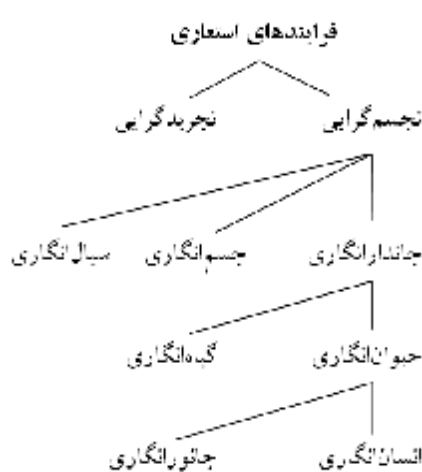 فرایندهای استعاری
تجسم‌گرایی تجریدگرایی
جاندارانگاری جسم‌انگاری سیال‌انگاری
حیوان‌انگاری گیاه‌انگاری
انسان‌انگاری جانورانگاری